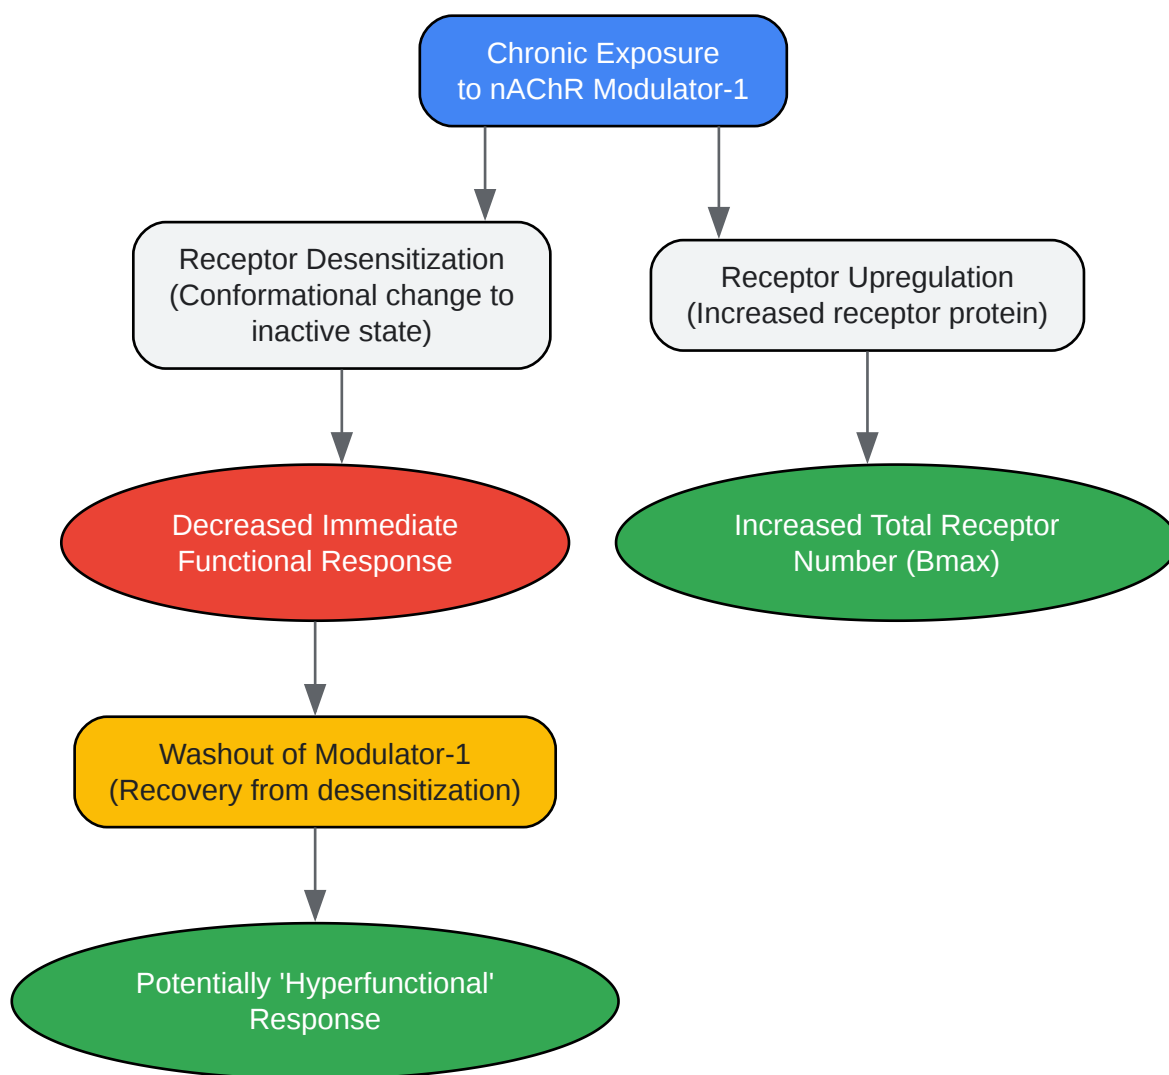 Chronic Exposure
to nAChR Modulator-1
Receptor Desensitization
(Conformational change to
inactive state)
Receptor Upregulation
(Increased receptor protein)
Decreased Immediate
Functional Response
Increased Total Receptor
Number (Bmax)
Washout of Modulator-1
(Recovery from desensitization)
Potentially 'Hyperfunctional'
Response